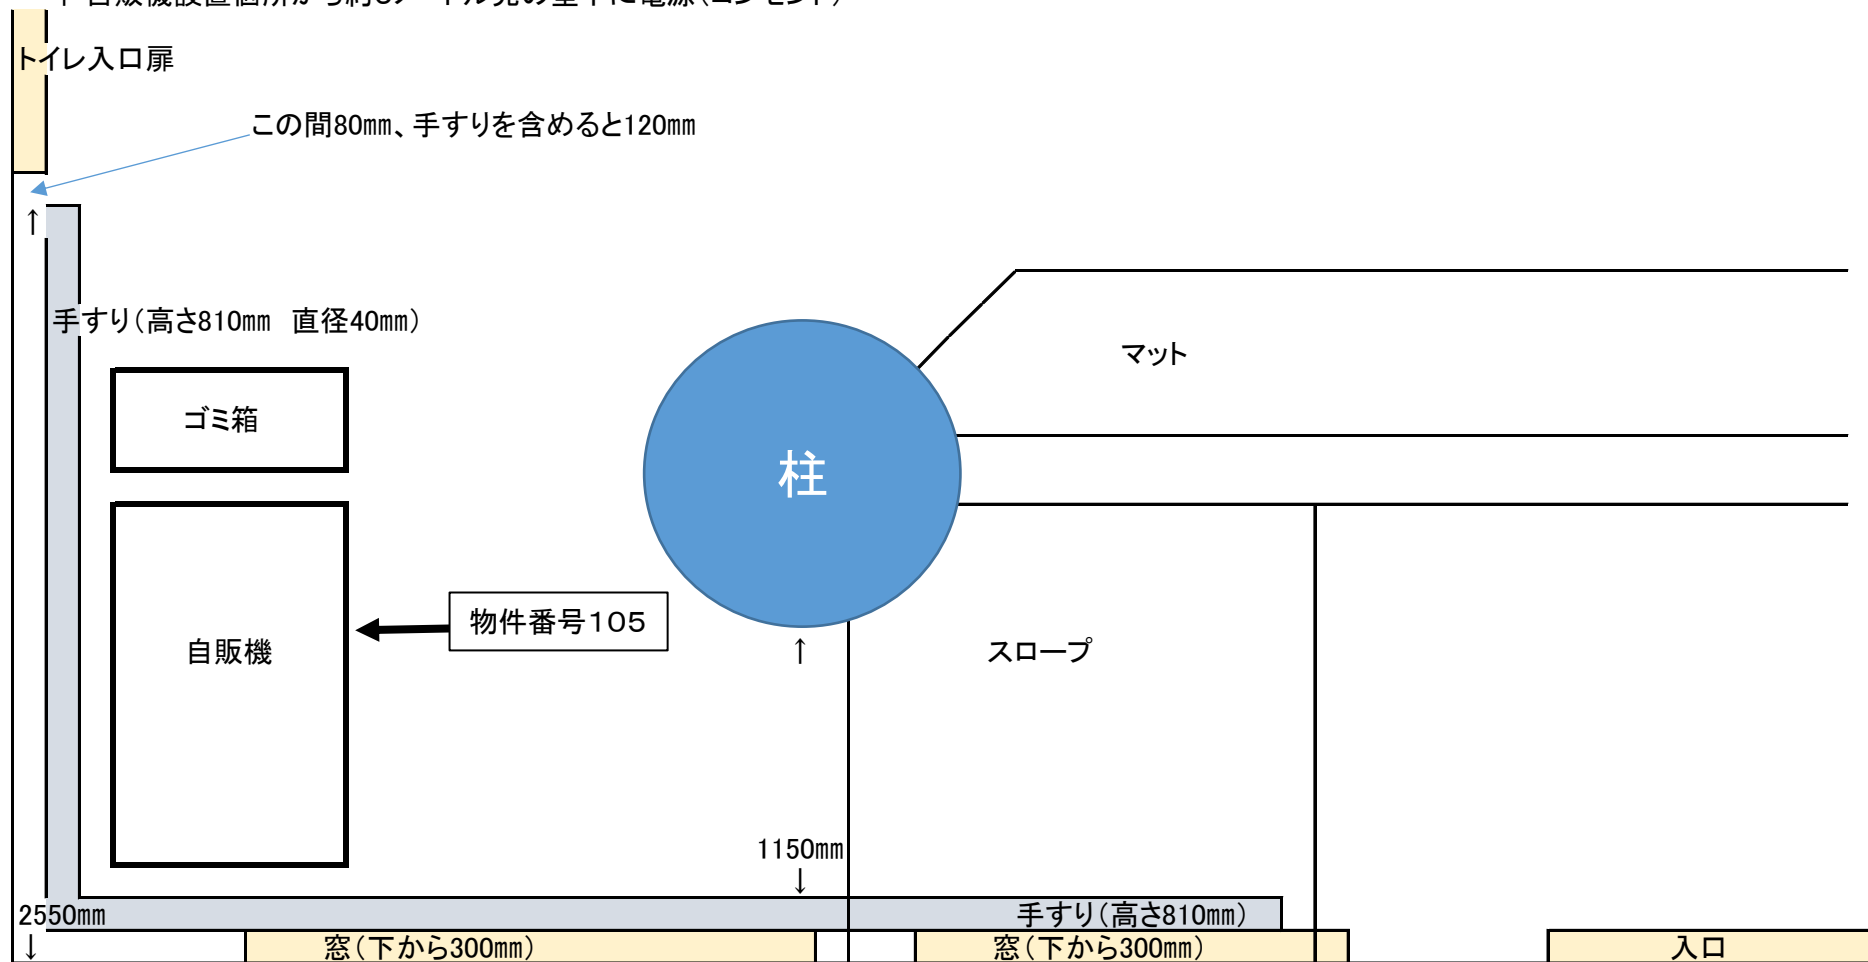 トイレ入口扉
この間80㎜、手すりを含めると120㎜
↑
手すり（高さ810㎜　直径40㎜）
マット
ゴミ箱
柱
物件番号１０５
自販機
↑
スロープ
1150㎜
↓
2550㎜
手すり（高さ810㎜）
↓
窓（下から300㎜）
窓（下から300㎜）
入口